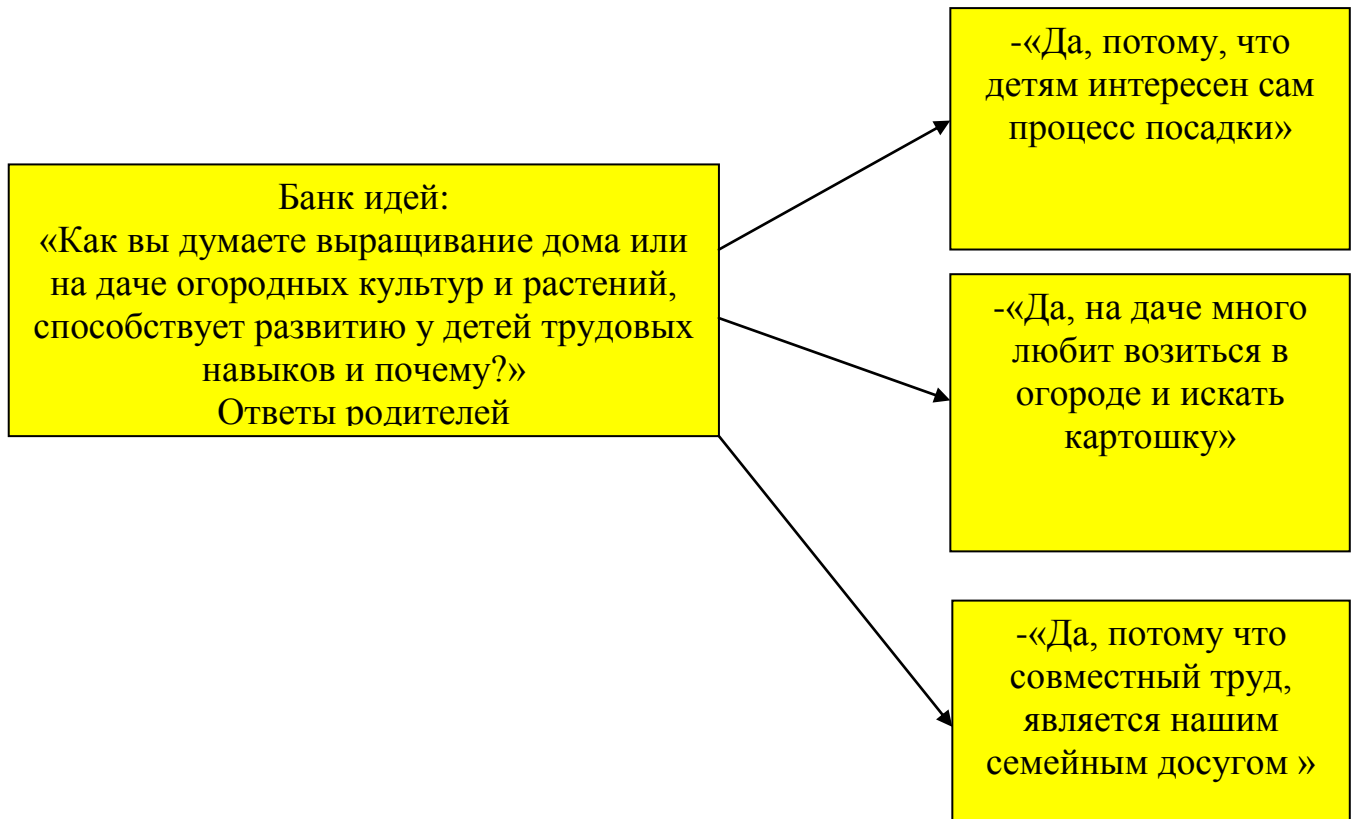 Банк идей:
«Как вы думаете выращивание дома или
на даче огородных культур и растений,
способствует развитию у детей трудовых
навыков и почему?»
Ответы родителей
-«Да, потому, что
детям интересен сам
процесс посадки»
-«Да, на даче много
любит возиться в
огороде и искать
картошку»
-«Да, потому что
совместный труд,
является нашим
семейным досугом »